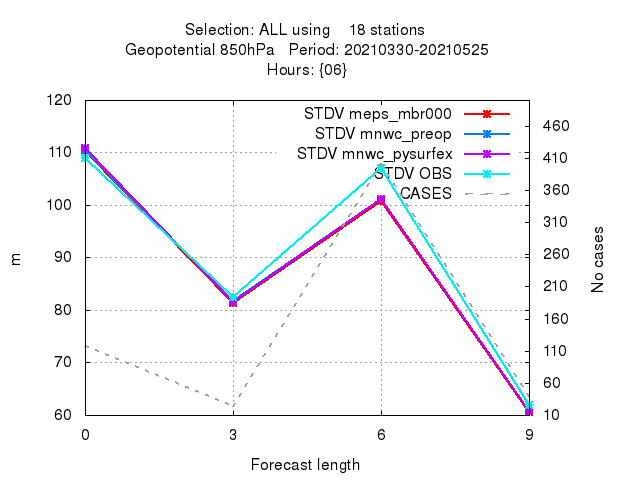 Selection: ALL using 18 stations
Geopotential 850hPa Period: 20210330-20210525
Hours: {06}
STDV meps_mbr000
STDV mnwc_preop
STDV mnwc_pysurfex
STDV OBS
CASES
120
110
100
90
80
70
60
m
460
410
360
310
260
210
160
110
60
10
No cases
0 3 6 9
Forecast length